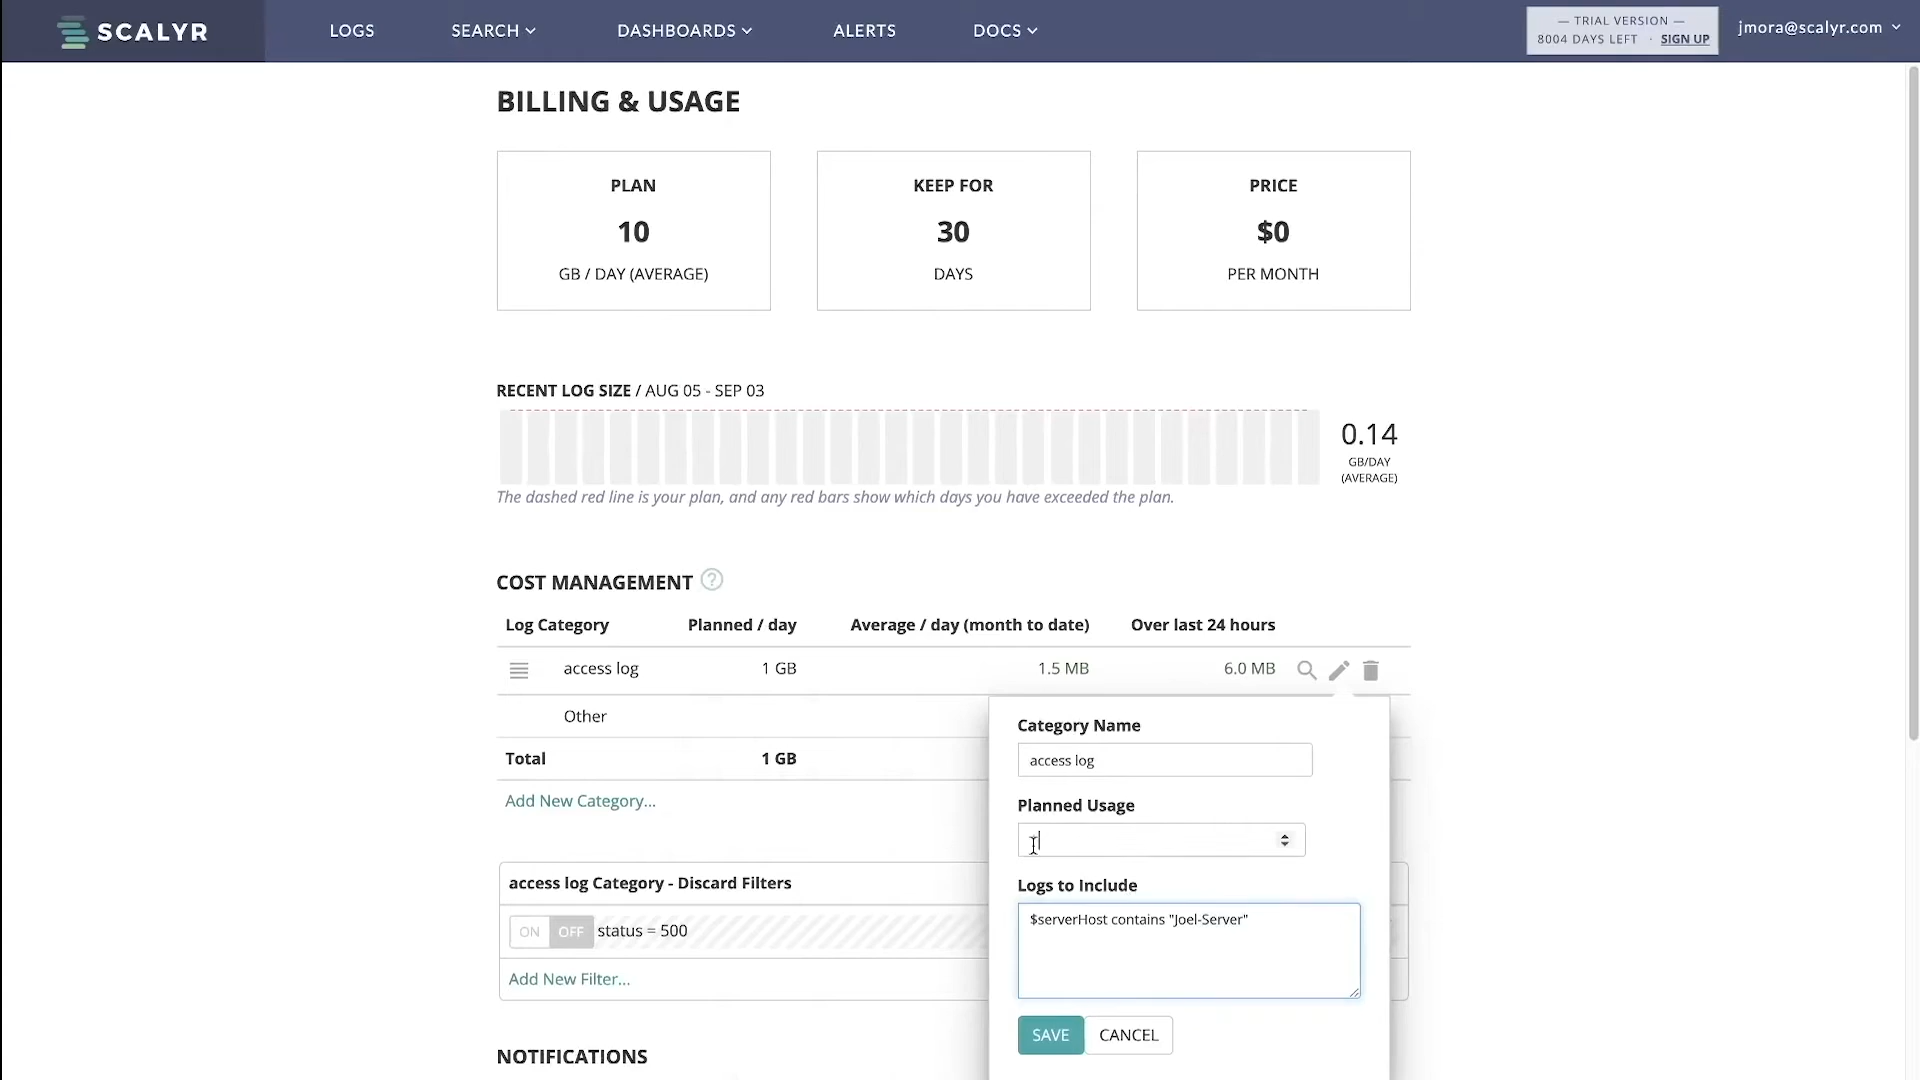 SCALYR
LOGS
SEARCH
DASHBOARDS
ALERTS
DOCS
— TRIAL VERSION —
8004 DAYS LEFT · SIGN UP
jmora@scalyr.com
BILLING & USAGE
PLAN
10
GB / DAY (AVERAGE)
KEEP FOR
30
DAYS
PRICE
$0
PER MONTH
RECENT LOG SIZE / AUG 05 - SEP 03
0.14
GB/DAY
(AVERAGE)
The dashed red line is your plan, and any red bars show which days you have exceeded the plan.
COST MANAGEMENT ?
Log Category Planned / day Average / day (month to date) Over last 24 hours
access log 1 GB 1.5 MB 6.0 MB
Other
Total 1 GB
Add New Category...
access log Category - Discard Filters
ON OFF status = 500
Add New Filter...
NOTIFICATIONS
Category Name
access log
Planned Usage
Logs to Include
$serverHost contains "Joel-Server"
SAVE CANCEL